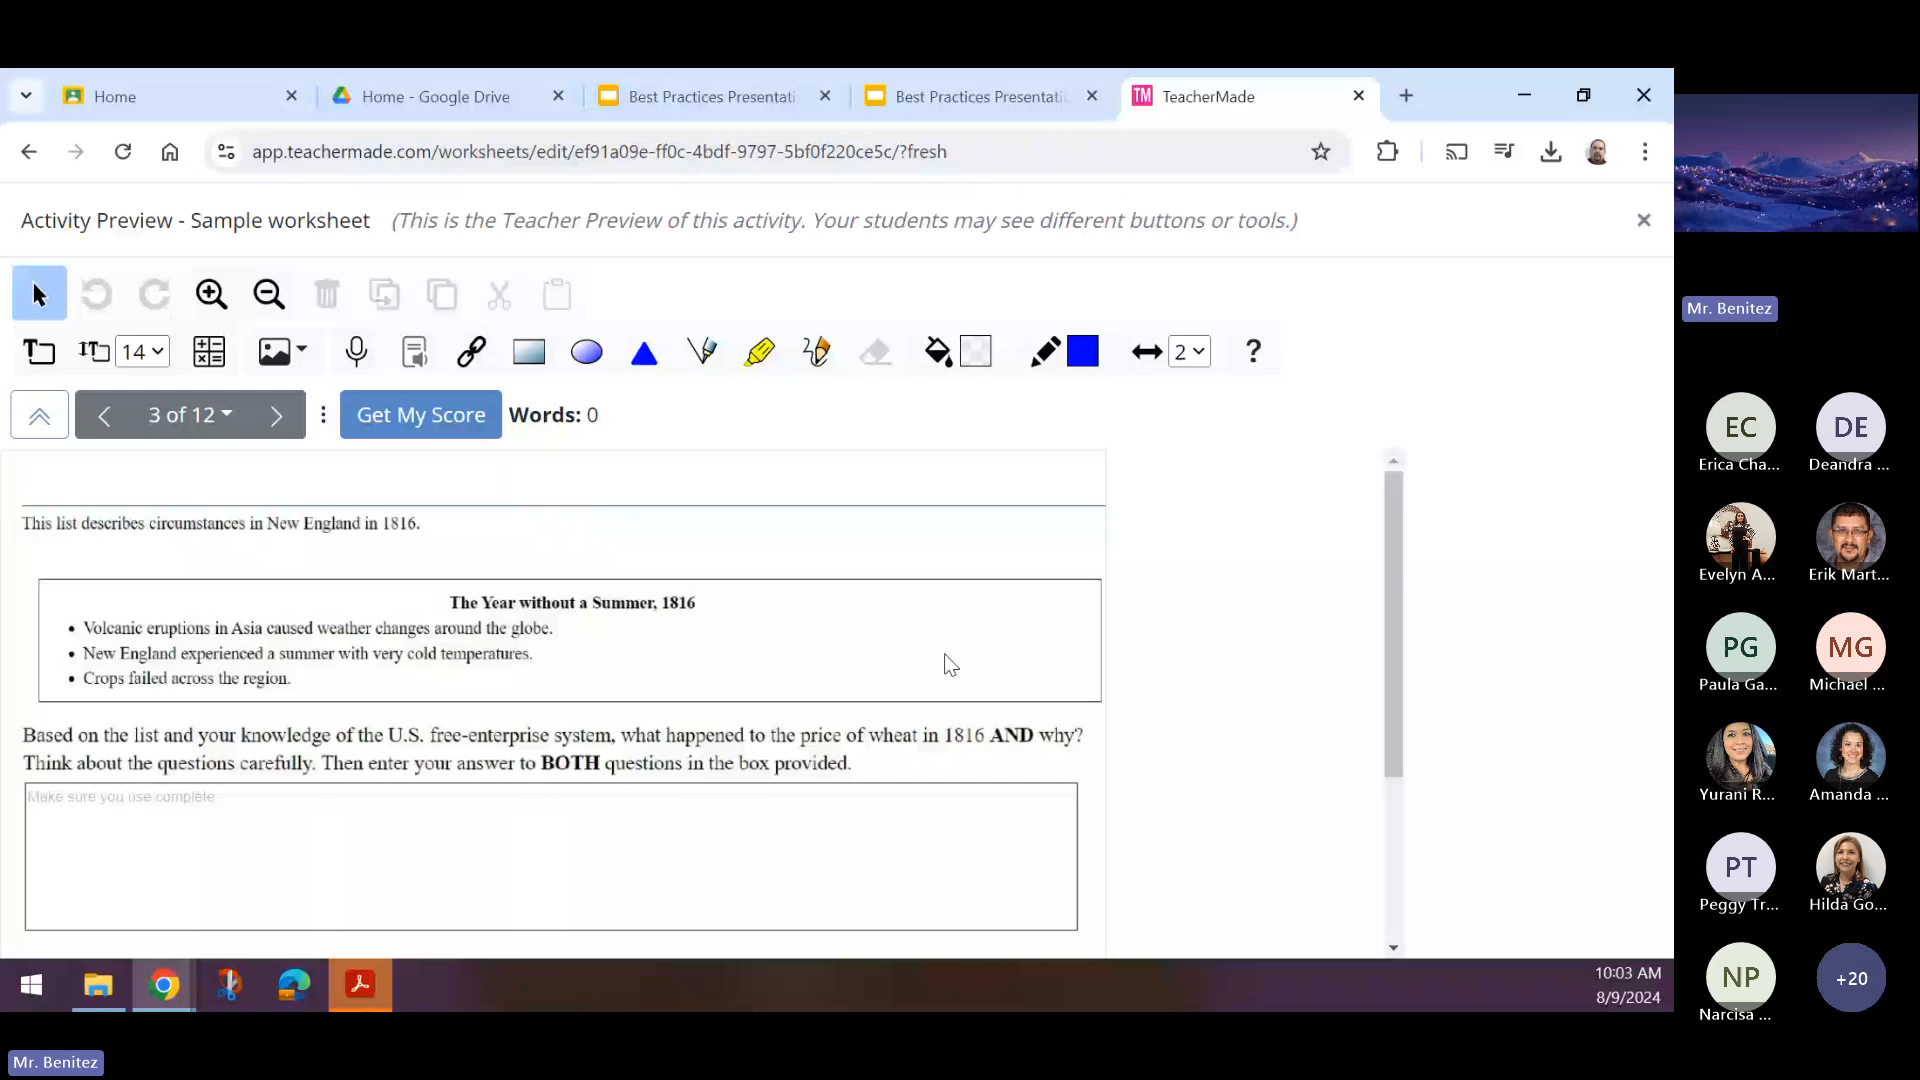 Home
Home - Google Drive
Best Practices Presentati
Best Practices Presentati
TM TeacherMade
app.teachermade.com/worksheets/edit/ef91a09e-ff0c-4bdf-9797-5bf0f220ce5c/?fresh
Activity Preview - Sample worksheet (This is the Teacher Preview of this activity. Your students may see different buttons or tools.)
14
2
?
3 of 12
Get My Score
Words: 0
This list describes circumstances in New England in 1816.
The Year without a Summer, 1816
• Volcanic eruptions in Asia caused weather changes around the globe.
• New England experienced a summer with very cold temperatures.
• Crops failed across the region.
Based on the list and your knowledge of the U.S. free-enterprise system, what happened to the price of wheat in 1816 AND why?
Think about the questions carefully. Then enter your answer to BOTH questions in the box provided.
Make sure you use complete
10:03 AM
8/9/2024
Mr. Benitez
Mr. Benitez
EC
Erica Cha...
DE
Deandra ...
Evelyn A...
Erik Mart...
PG
Paula Ga...
MG
Michael ...
Yurani R...
Amanda ...
PT
Peggy Tr...
Hilda Go...
NP
Narcisa ...
+20